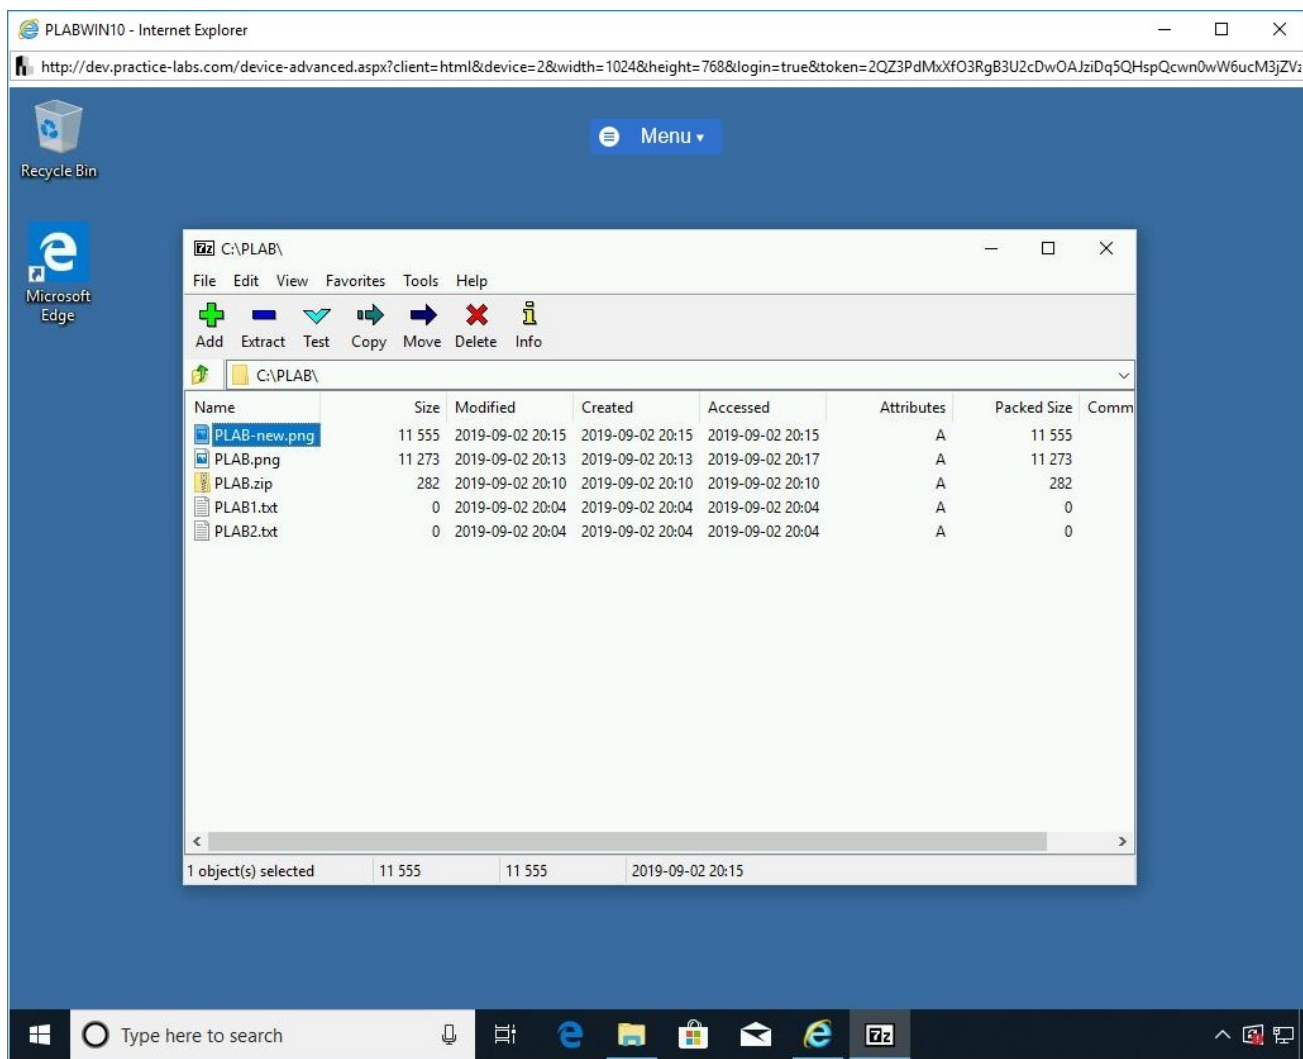 PLABWIN10 - Internet Explorer
http://dev.practice-labs.com/device-advanced.aspx?client=html&device=2&width=1024&height=768&login=true&token=2QZ3PdMxXfO3RgB3U2cDwOAJziDq5QHspQcwn0wW6ucM3jZVz
Menu
Recycle Bin
Microsoft
Edge
7z C:\PLAB\
File Edit View Favorites Tools Help
Add Extract Test Copy Move Delete Info
C:\PLAB\
Name Size Modified Created Accessed Attributes Packed Size Comm
PLAB-new.png 11 555 2019-09-02 20:15 2019-09-02 20:15 2019-09-02 20:15 A 11 555
PLAB.png 11 273 2019-09-02 20:13 2019-09-02 20:13 2019-09-02 20:17 A 11 273
PLAB.zip 282 2019-09-02 20:10 2019-09-02 20:10 2019-09-02 20:10 A 282
PLAB1.txt 0 2019-09-02 20:04 2019-09-02 20:04 2019-09-02 20:04 A 0
PLAB2.txt 0 2019-09-02 20:04 2019-09-02 20:04 2019-09-02 20:04 A 0
1 object(s) selected 11 555 11 555 2019-09-02 20:15
Type here to search 7z